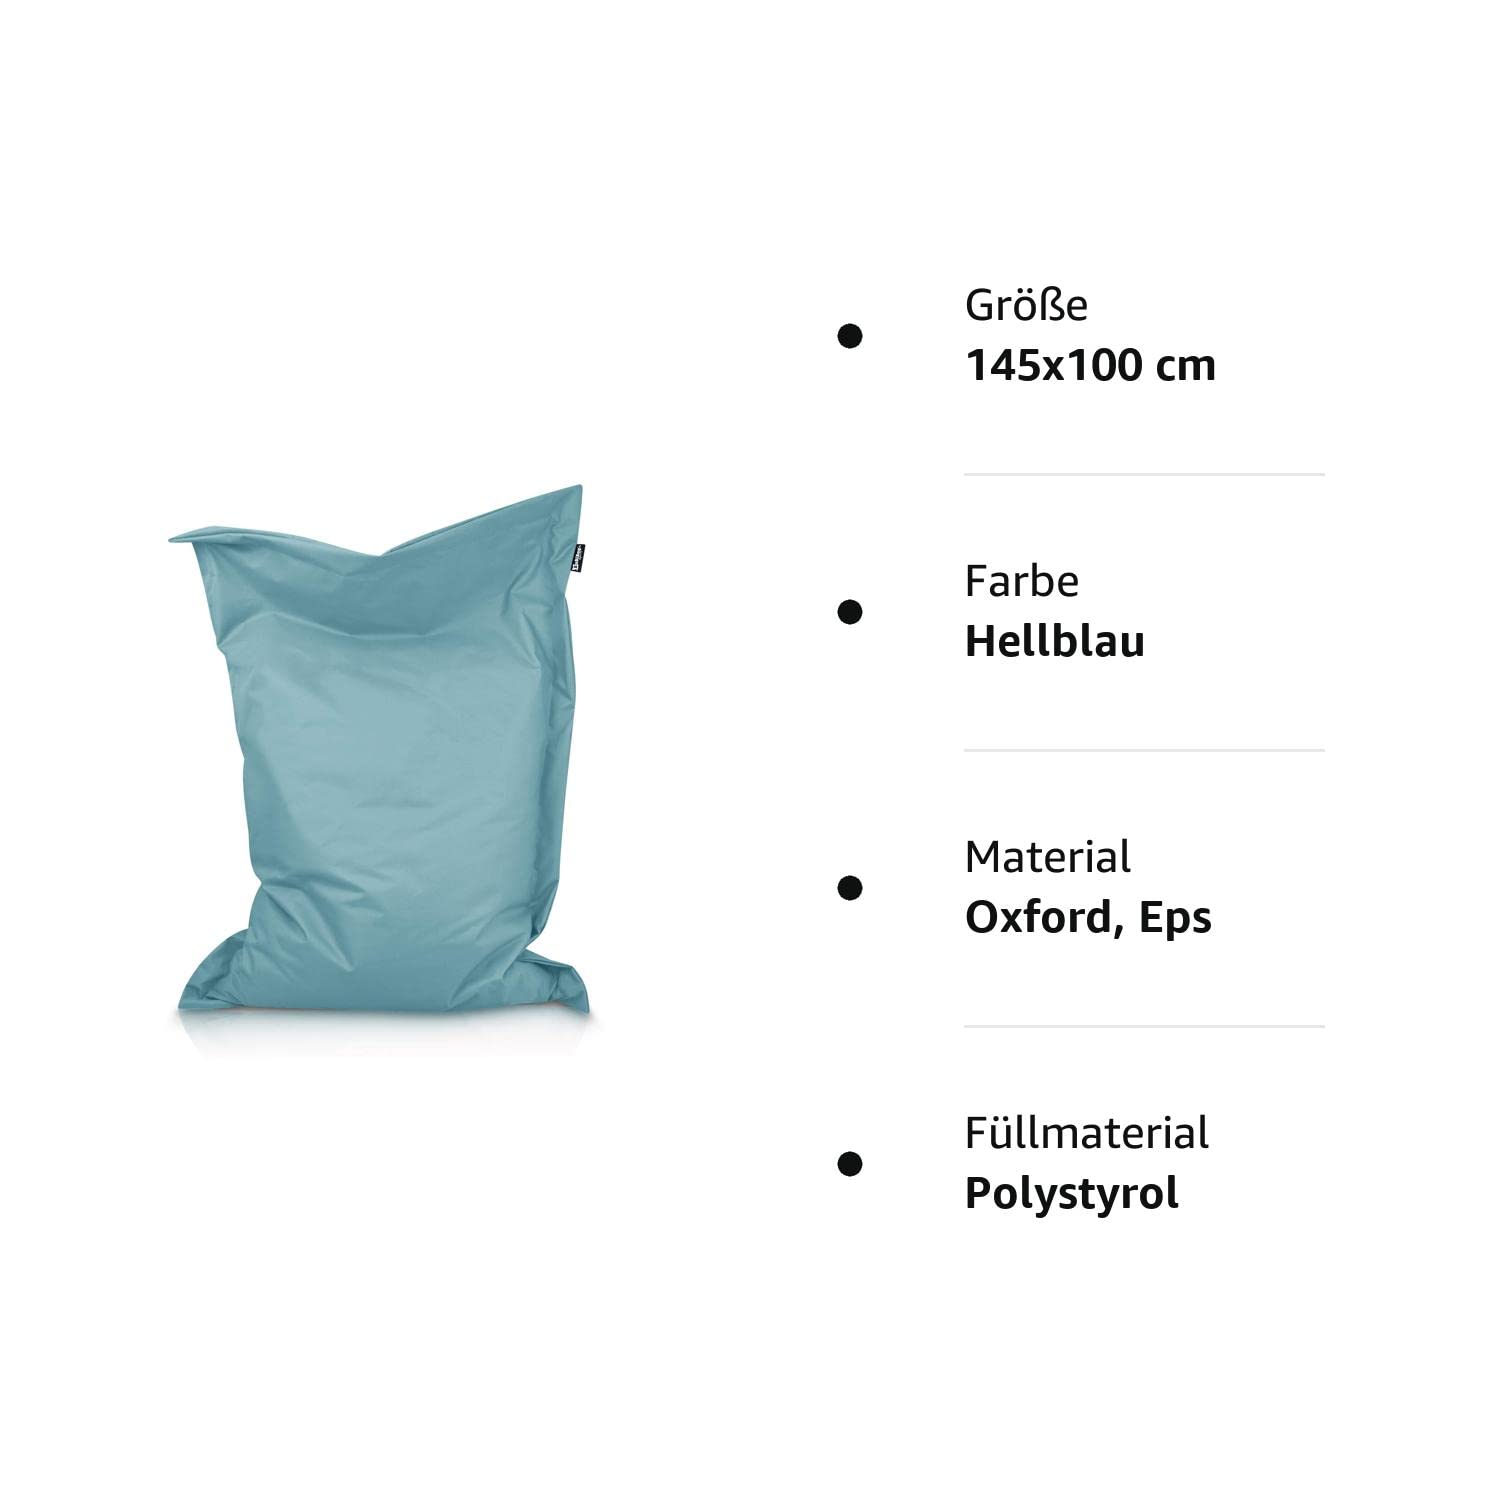 Größe
145x100 cm
Farbe
Hellblau
Material
Oxford, Eps
Füllmaterial
Polystyrol